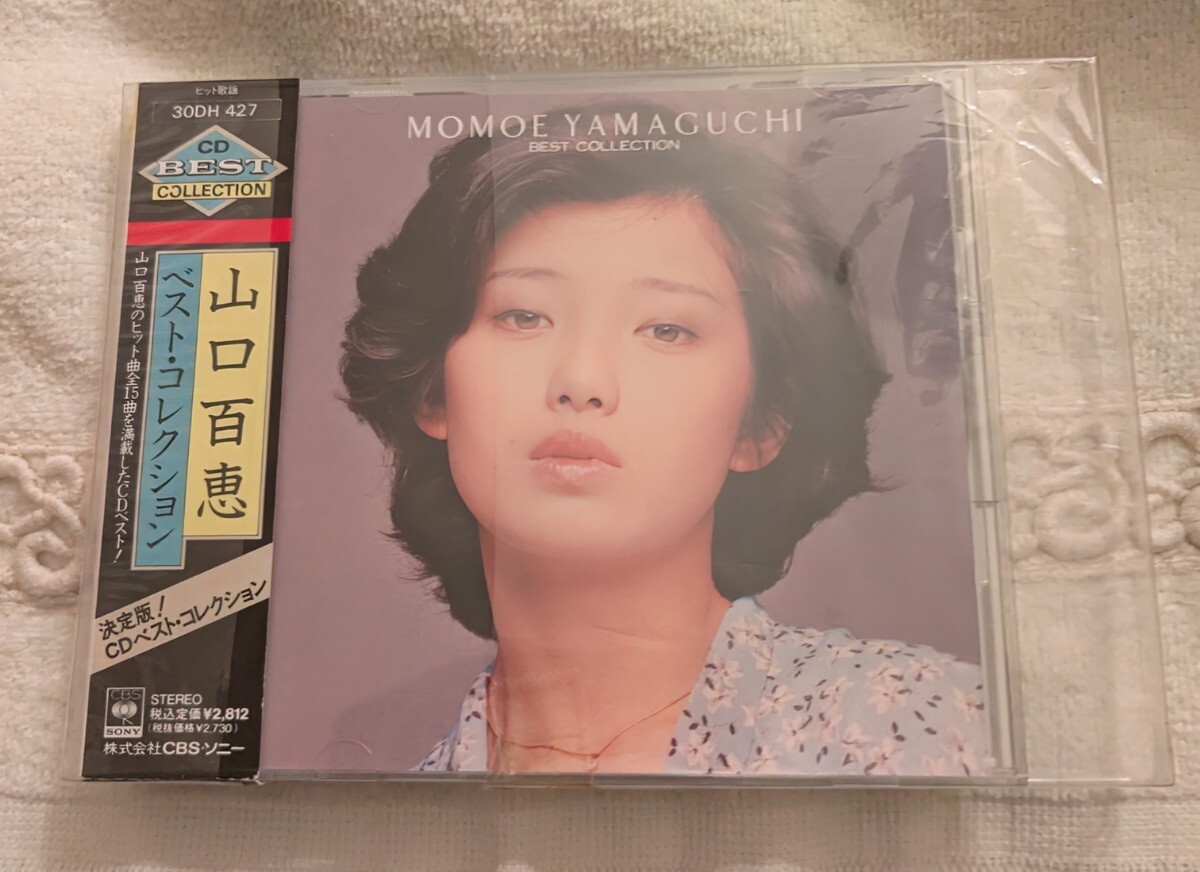 ヒット歌謡
30DH 427
CD
BEST
COLLECTION
山口百恵
ベスト・コレクション
山口百恵のヒット曲全15曲を満載したCDベスト!
決定版!
CDベスト・コレクション
CBS
SONY
STEREO
税込定価¥2,812
(税抜価格¥2,730)
株式会社CBS・ソニー
MOMOE YAMAGUCHI
BEST COLLECTION